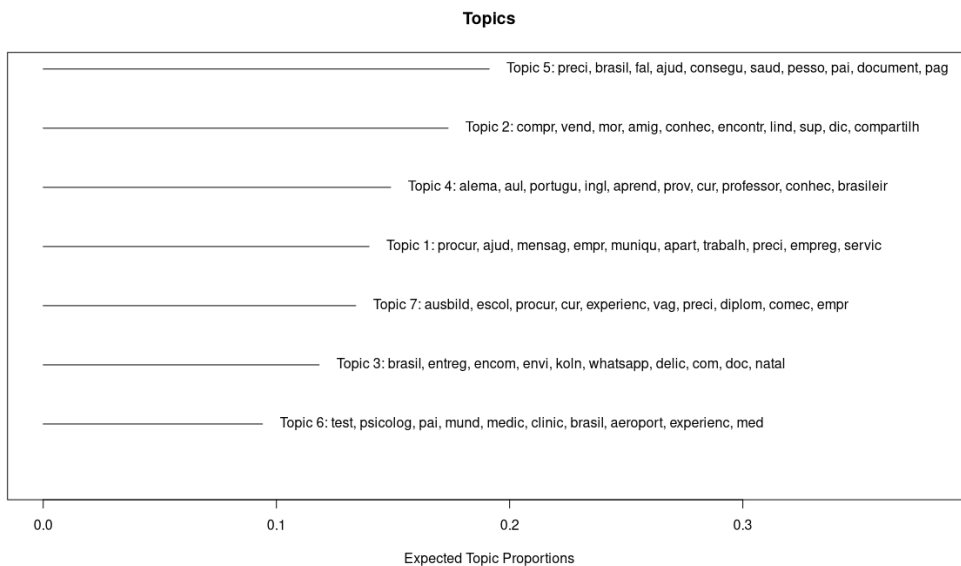 Topics
Topic 5: preci, brasil, fal, ajud, consegu, saud, pesso, pai, document, pag
Topic 2: compr, vend, mor, amig, conhec, encontr, lind, sup, dic, compartilh
Topic 4: alema, aul, portugu, ingl, aprend, prov, cur, professor, conhec, brasileir
Topic 1: procur, ajud, mensag, empr, muniqu, apart, trabalh, preci, empreg, servic
Topic 7: ausbild, escol, procur, cur, experienc, vag, preci, diplom, comec, empr
Topic 3: brasil, entreg, encom, envi, koln, whatsapp, delic, com, doc, natal
Topic 6: test, psicolog, pai, mund, medic, clinic, brasil, aeroport, experienc, med
0.0 0.1 0.2 0.3
Expected Topic Proportions